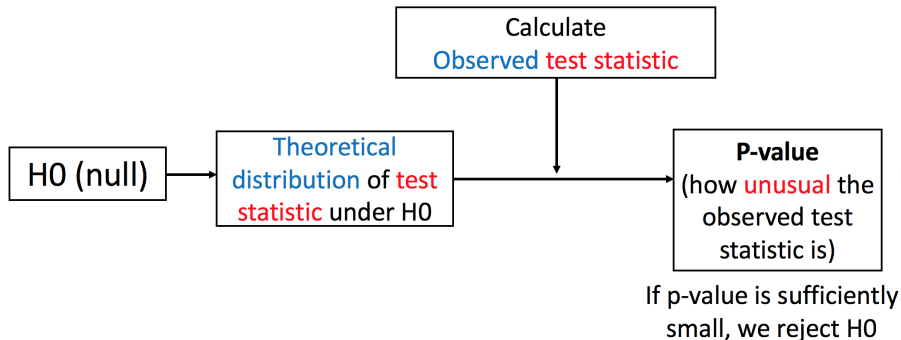 Calculate
Observed test statistic
H0 (null)
Theoretical
distribution of test
statistic under H0
P-value
(how unusual the
observed test
statistic is)
If p-value is sufficiently
small, we reject H0